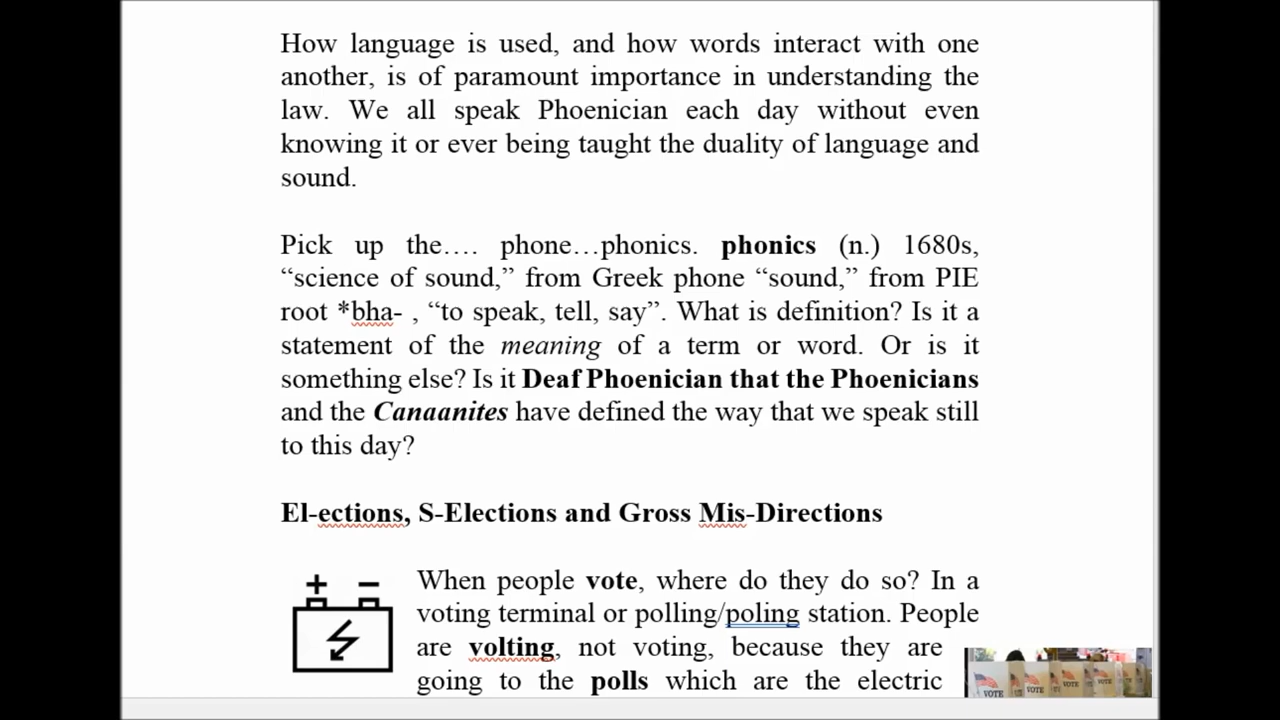 How language is used, and how words interact with one
another, is of paramount importance in understanding the
law. We all speak Phoenician each day without even
knowing it or ever being taught the duality of language and
sound.
Pick up the…. phone…phonics. phonics (n.) 1680s,
“science of sound,” from Greek phone “sound,” from PIE
root *bha- , “to speak, tell, say”. What is definition? Is it a
statement of the meaning of a term or word. Or is it
something else? Is it Deaf Phoenician that the Phoenicians
and the Canaanites have defined the way that we speak still
to this day?
El-ections, S-Elections and Gross Mis-Directions
+ −
When people vote, where do they do so? In a
voting terminal or polling/poling station. People
are volting, not voting, because they are
going to the polls which are the electric
VOTE VOTE VOTE